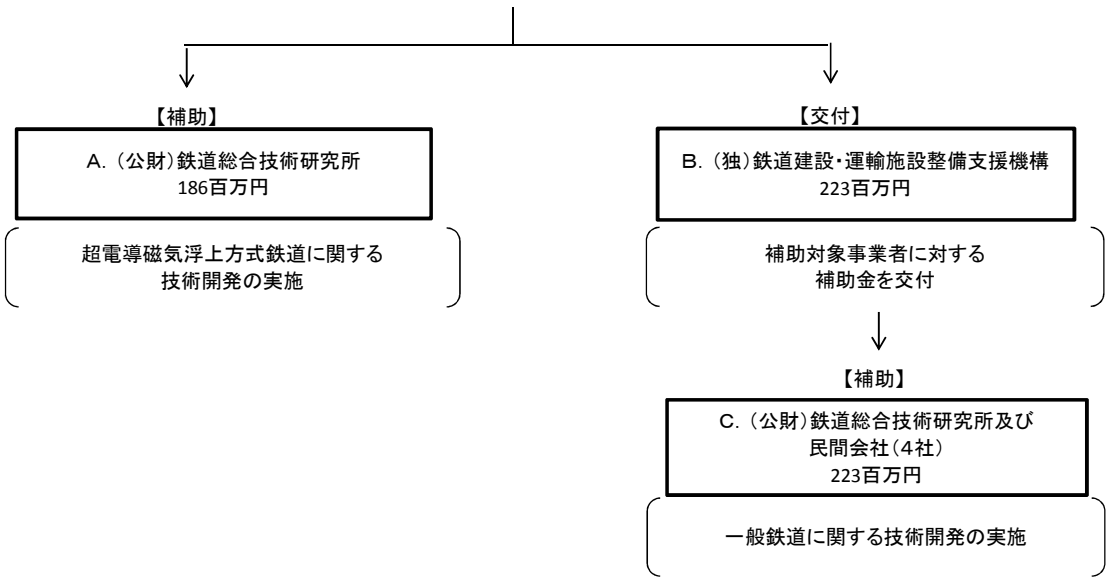 【補助】
A．（公財）鉄道総合技術研究所
186百万円
超電導磁気浮上方式鉄道に関する
技術開発の実施
【交付】
B．（独）鉄道建設・運輸施設整備支援機構
223百万円
補助対象事業者に対する
補助金を交付
【補助】
C．（公財）鉄道総合技術研究所及び
民間会社（4社）
223百万円
一般鉄道に関する技術開発の実施